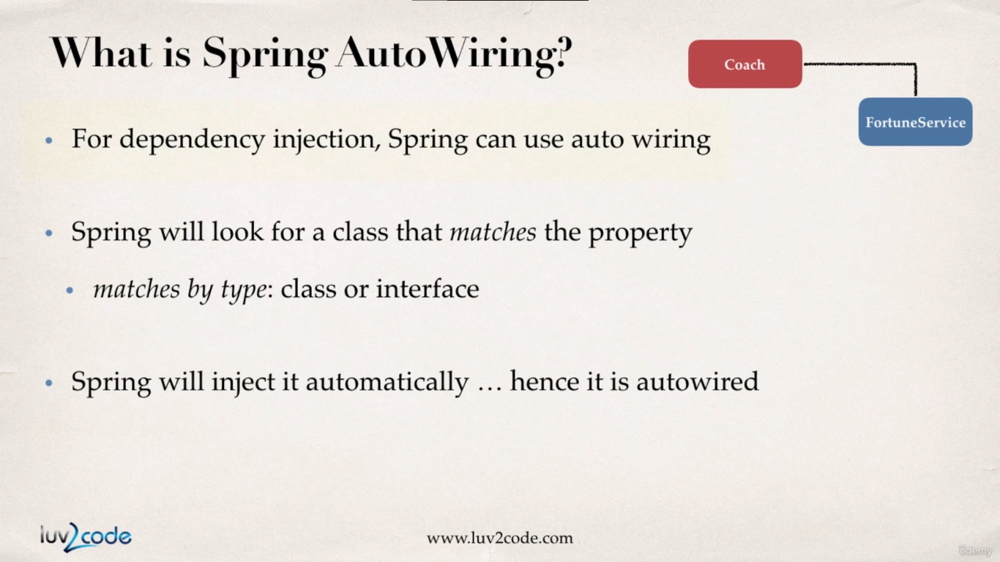 What is Spring AutoWiring?
Coach
FortuneService
• For dependency injection, Spring can use auto wiring
• Spring will look for a class that matches the property
• matches by type: class or interface
• Spring will inject it automatically … hence it is autowired
luv2code
www.luv2code.com
Udemy